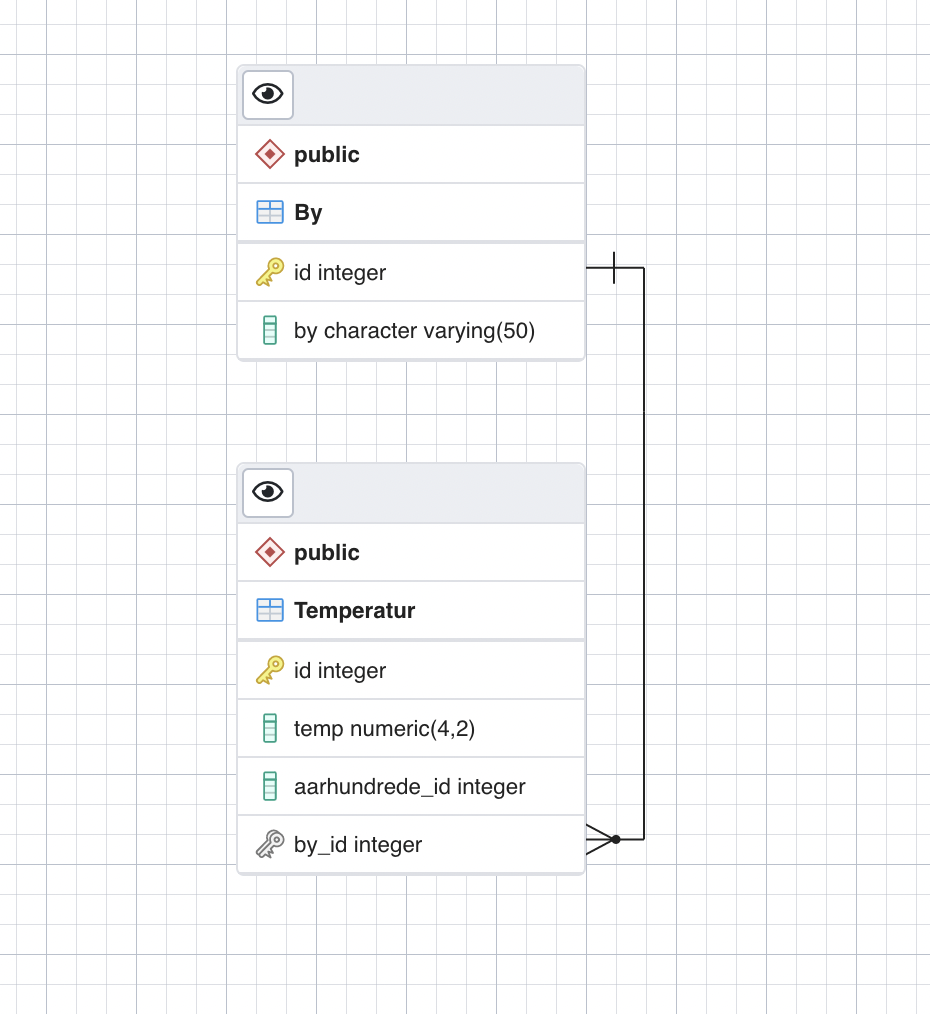 public
By
id integer
by character varying(50)
public
Temperatur
id integer
temp numeric(4,2)
aarhundrede_id integer
by_id integer